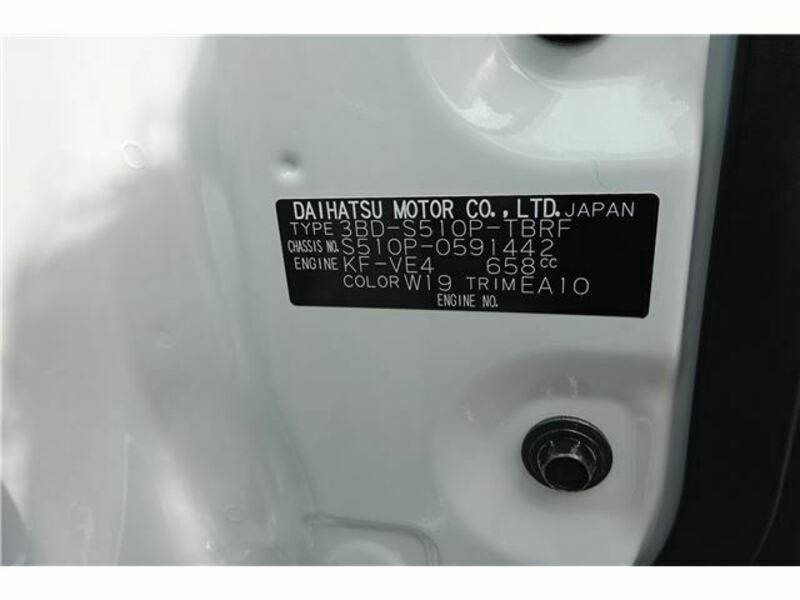 DAIHATSU MOTOR CO., LTD. JAPAN
TYPE 3BD-S510P-TBRF
CHASSIS NO. S510P-0591442
ENGINE KF-VE4 658CC
COLOR W19 TRIM EA10
ENGINE NO.